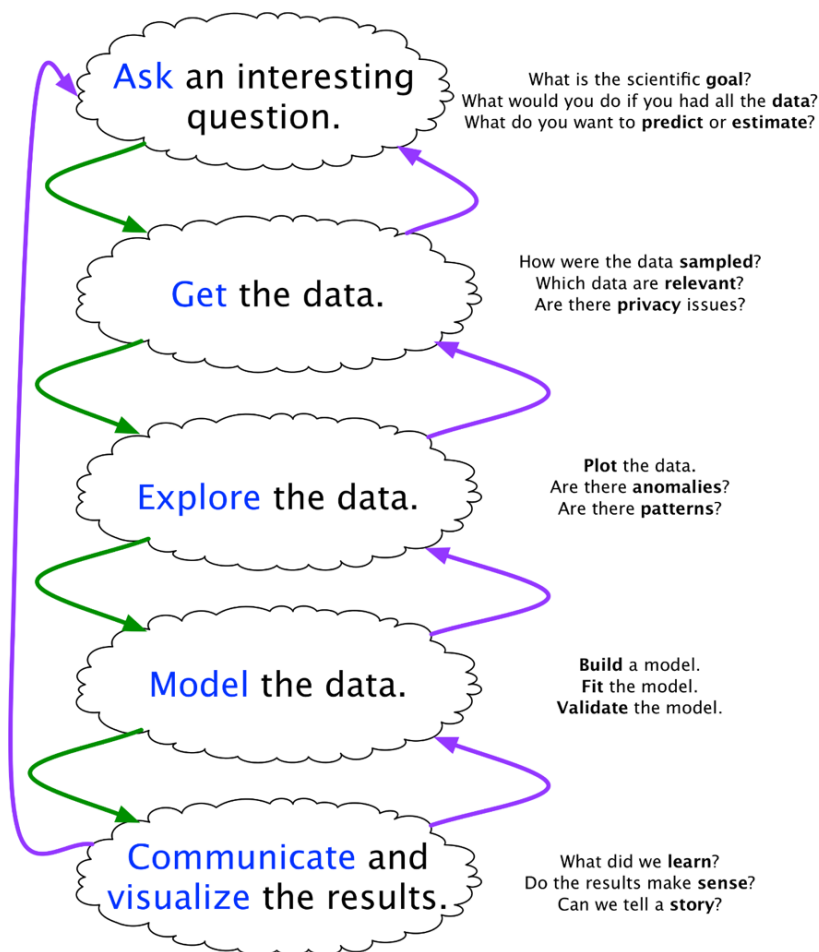 Ask an interesting
question.
What is the scientific goal?
What would you do if you had all the data?
What do you want to predict or estimate?
Get the data.
How were the data sampled?
Which data are relevant?
Are there privacy issues?
Explore the data.
Plot the data.
Are there anomalies?
Are there patterns?
Model the data.
Build a model.
Fit the model.
Validate the model.
Communicate and
visualize the results.
What did we learn?
Do the results make sense?
Can we tell a story?